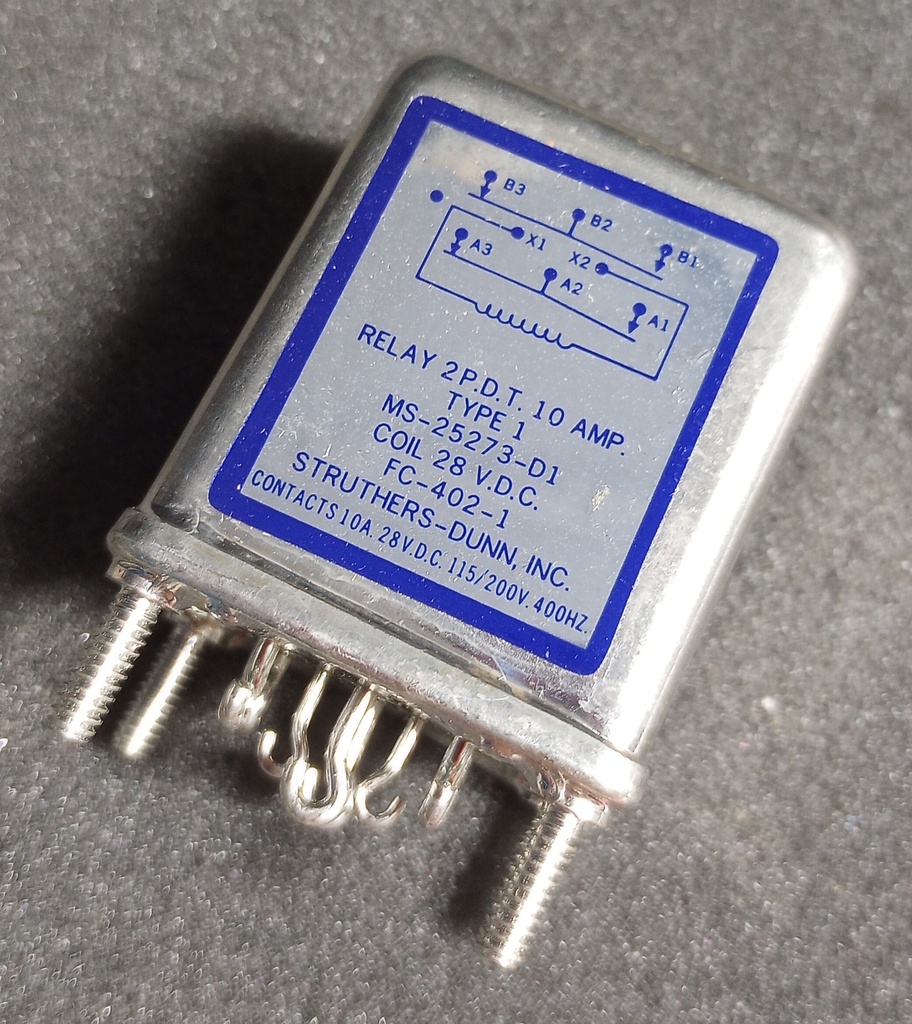 B3
B2
B1
X1
X2
A3
A2
A1
RELAY 2 P.D.T. 10 AMP.
TYPE 1
MS-25273-D1
COIL 28 V.D.C.
FC-402-1
STRUTHERS-DUNN, INC.
CONTACTS 10A. 28V.D.C. 115/200V. 400HZ.